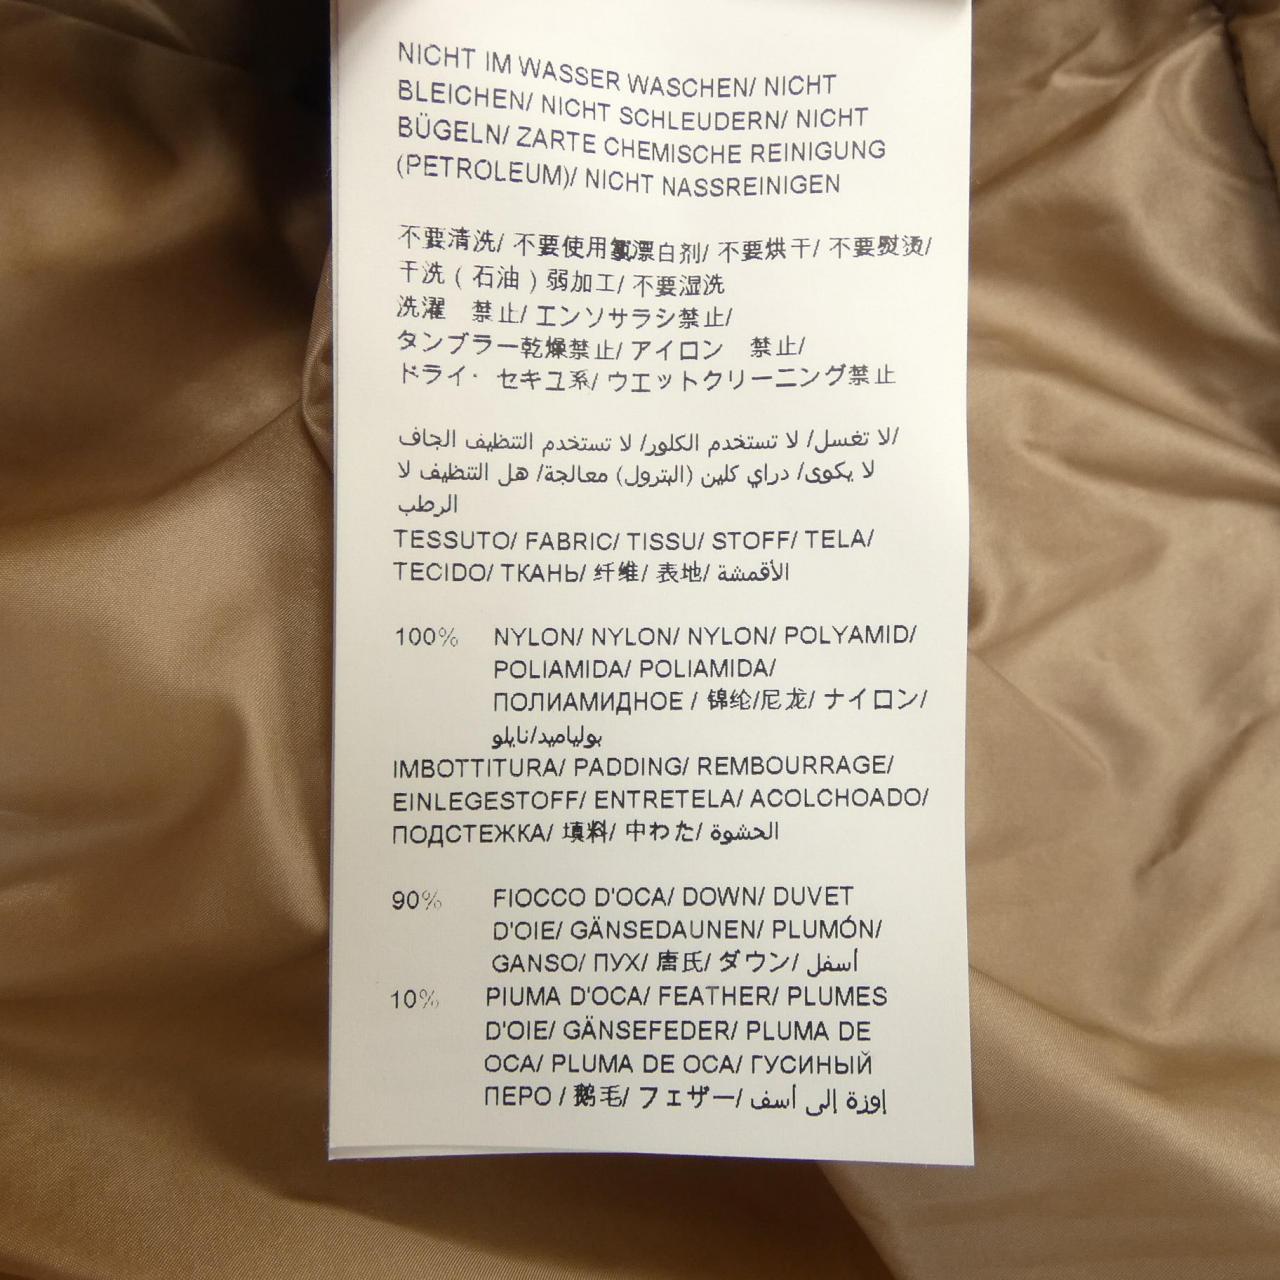 NICHT IM WASSER WASCHEN/ NICHT
BLEICHEN/ NICHT SCHLEUDERN/ NICHT
BÜGELN/ ZARTE CHEMISCHE REINIGUNG
(PETROLEUM)/ NICHT NASSREINIGEN
不要清洗/ 不要使用氯漂白剂/ 不要烘干/ 不要熨烫/
干洗 ( 石油 ) 弱加工/ 不要湿洗
洗濯 禁止/ エンソサラシ禁止/
タンブラー乾燥禁止/ アイロン 禁止/
ドライ・ セキユ系/ ウエットクリーニング禁止
لا تغسل/ لا تستخدم الكلور/ لا تستخدم التنظيف الجاف/
لا يكوى/ دراي كلين (البترول) معالجة/ هل التنظيف لا
الرطب
TESSUTO/ FABRIC/ TISSU/ STOFF/ TELA/
TECIDO/ ТКАНЬ/ 纤维/ 表地/ الأقمشة
100% NYLON/ NYLON/ NYLON/ POLYAMID/
POLIAMIDA/ POLIAMIDA/
ПОЛИАМИДНОЕ / 锦纶/尼龙/ ナイロン/
بولياميد/نايلو
IMBOTTITURA/ PADDING/ REMBOURRAGE/
EINLEGESTOFF/ ENTRETELA/ ACOLCHOADO/
ПОДСТЕЖКА/ 填料/ 中わた/ الحشوة
90% FIOCCO D'OCA/ DOWN/ DUVET
D'OIE/ GÄNSEDAUNEN/ PLUMÓN/
GANSO/ ПУХ/ 唐氏/ ダウン/ أسفل
10% PIUMA D'OCA/ FEATHER/ PLUMES
D'OIE/ GÄNSEFEDER/ PLUMA DE
OCA/ PLUMA DE OCA/ ГУСИНЫЙ
ПЕРО / 鹅毛/ フェザー/ إوزة إلى أسف